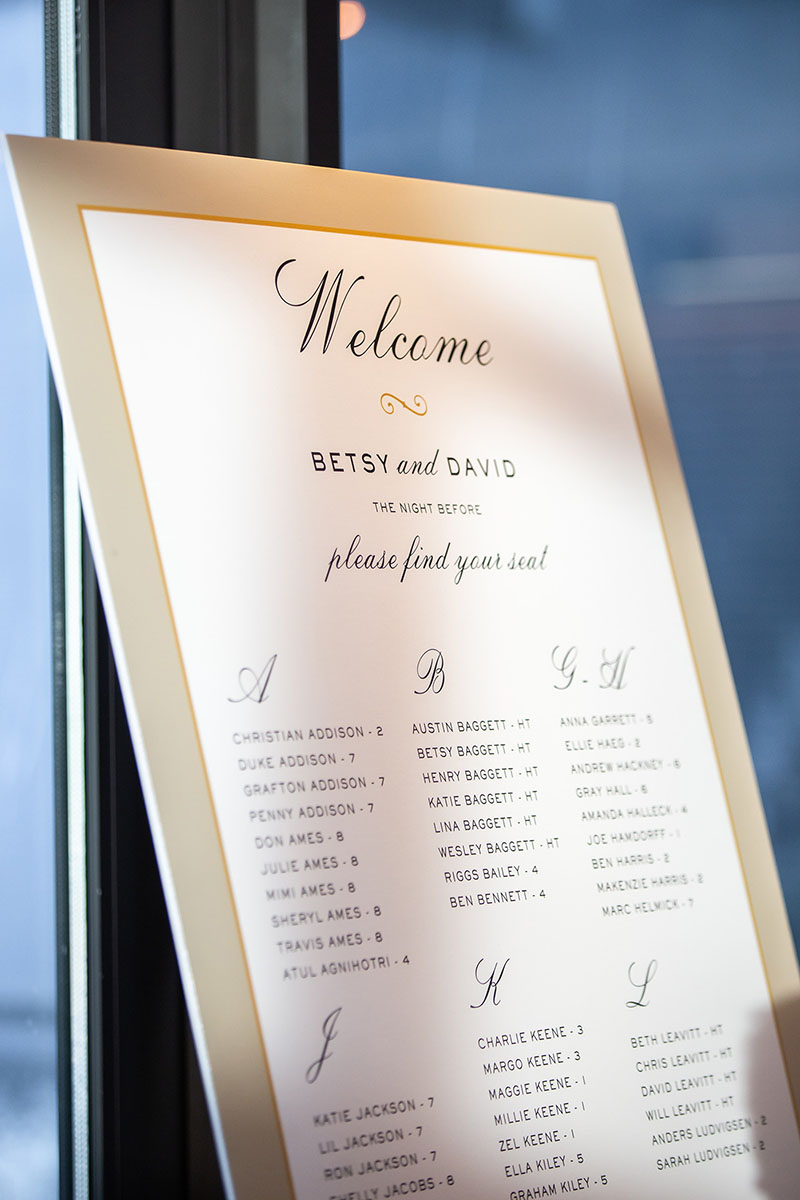 Welcome
BETSY and DAVID
THE NIGHT BEFORE
please find your seat
A
CHRISTIAN ADDISON - 2
DUKE ADDISON - 7
GRAFTON ADDISON - 7
PENNY ADDISON - 7
DON AMES - 8
JULIE AMES - 8
MIMI AMES - 8
SHERYL AMES - 8
TRAVIS AMES - 8
ATUL AGNIHOTRI - 4
B
AUSTIN BAGGETT - HT
BETSY BAGGETT - HT
HENRY BAGGETT - HT
KATIE BAGGETT - HT
LINA BAGGETT - HT
WESLEY BAGGETT - HT
RIGGS BAILEY - 4
BEN BENNETT - 4
G - H
ANNA GARRETT - 5
ELLIE HAEG - 2
ANDREW HACKNEY - 6
GRAY HALL - 6
AMANDA HALLECK - 4
JOE HAMDORFF - 1
BEN HARRIS - 2
MAKENZIE HARRIS - 2
MARC HELMICK - 7
J
KATIE JACKSON - 7
LIL JACKSON - 7
RON JACKSON - 7
SHELLY JACOBS - 8
K
CHARLIE KEENE - 3
MARGO KEENE - 3
MAGGIE KEENE - 1
MILLIE KEENE - 1
ZEL KEENE - 1
ELLA KILEY - 5
GRAHAM KILEY - 5
L
BETH LEAVITT - HT
CHRIS LEAVITT - HT
DAVID LEAVITT - HT
WILL LEAVITT - HT
ANDERS LUDVIGSEN - 2
SARAH LUDVIGSEN - 2